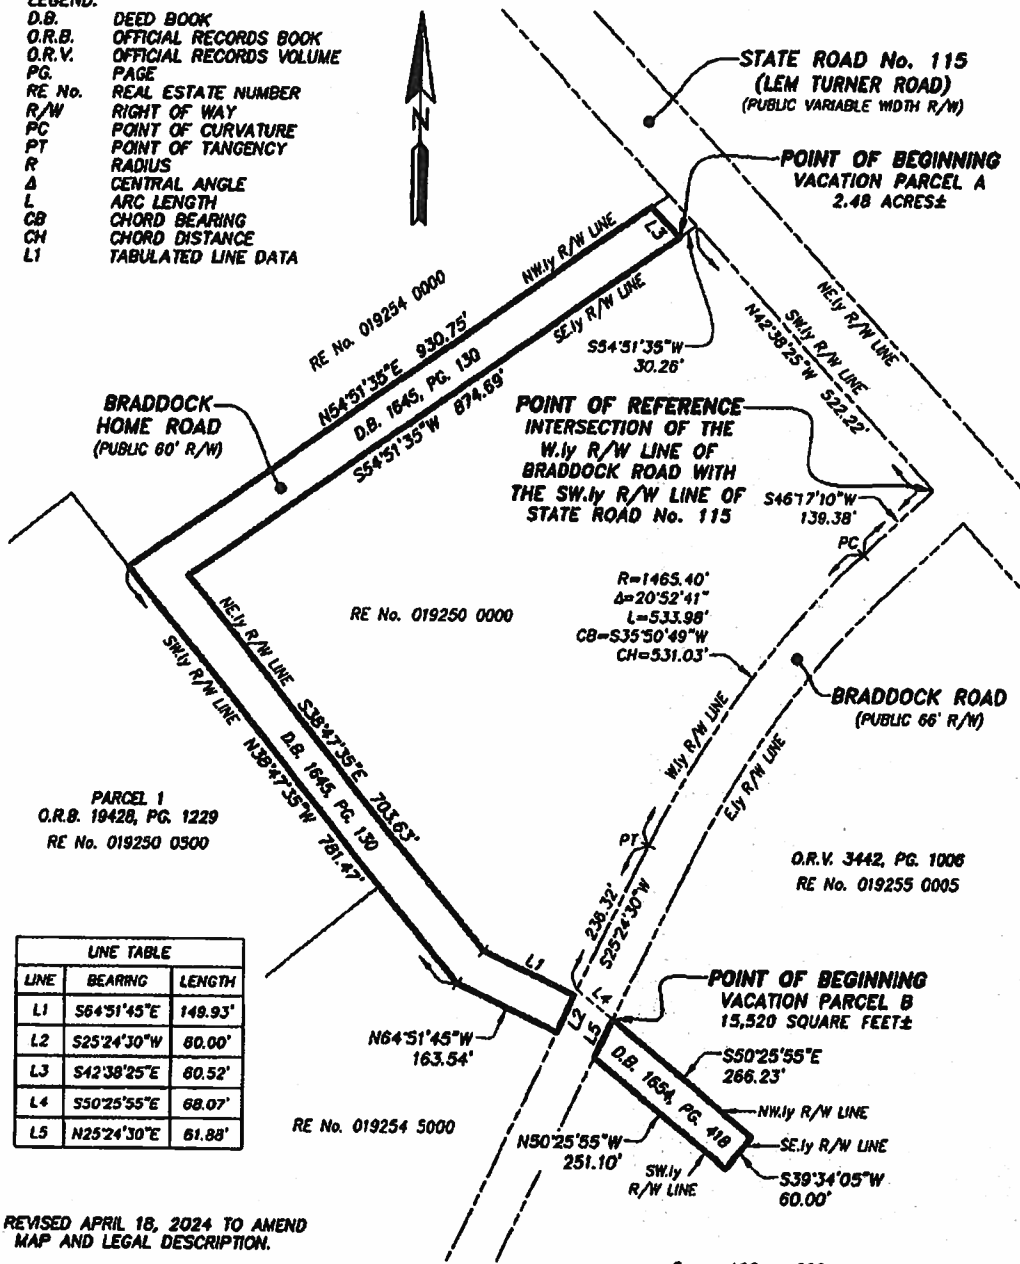 LEGEND:
D.B. DEED BOOK
O.R.B. OFFICIAL RECORDS BOOK
O.R.V. OFFICIAL RECORDS VOLUME
PG. PAGE
RE No. REAL ESTATE NUMBER
R/W RIGHT OF WAY
PC POINT OF CURVATURE
PT POINT OF TANGENCY
R RADIUS
Δ CENTRAL ANGLE
L ARC LENGTH
CB CHORD BEARING
CH CHORD DISTANCE
L1 TABULATED LINE DATA
N
STATE ROAD No. 115
(LEM TURNER ROAD)
(PUBLIC VARIABLE WIDTH R/W)
POINT OF BEGINNING
VACATION PARCEL A
2.48 ACRES±
L3
NW.ly R/W LINE
SE.ly R/W LINE
RE No. 019254 0000
N54°51'35"E 930.75'
D.B. 1645, PG. 130
S54°51'35"W 874.69'
S54°51'35"W
30.26'
NE.ly R/W LINE
SW.ly R/W LINE
N42°38'25"W 522.22'
BRADDOCK
HOME ROAD
(PUBLIC 60' R/W)
POINT OF REFERENCE
INTERSECTION OF THE
W.ly R/W LINE OF
BRADDOCK ROAD WITH
THE SW.ly R/W LINE OF
STATE ROAD No. 115
S46°17'10"W
139.38'
PC
R=1465.40'
Δ=20°52'41"
L=533.98'
CB=S35°50'49"W
CH=531.03'
RE No. 019250 0000
BRADDOCK ROAD
(PUBLIC 66' R/W)
W.ly R/W LINE
E.ly R/W LINE
NE.ly R/W LINE S38°47'35"E 703.63'
D.B. 1645, PG. 130
SW.ly R/W LINE N38°47'35"W 781.47'
PARCEL 1
O.R.B. 19428, PG. 1229
RE No. 019250 0500
PT
O.R.V. 3442, PG. 1006
RE No. 019255 0005
236.32'
S25°24'30"W
LINE TABLE
LINE BEARING LENGTH
L1 S64°51'45"E 149.93'
L2 S25°24'30"W 60.00'
L3 S42°38'25"E 60.52'
L4 S50°25'55"E 68.07'
L5 N25°24'30"E 61.88'
L1
L4
L2
L5
POINT OF BEGINNING
VACATION PARCEL B
15,520 SQUARE FEET±
N64°51'45"W
163.54'
S50°25'55"E
266.23'
D.B. 1654, PG. 418
NW.ly R/W LINE
SE.ly R/W LINE
RE No. 019254 5000
N50°25'55"W
251.10'
SW.ly
R/W LINE
S39°34'05"W
60.00'
REVISED APRIL 18, 2024 TO AMEND
MAP AND LEGAL DESCRIPTION.